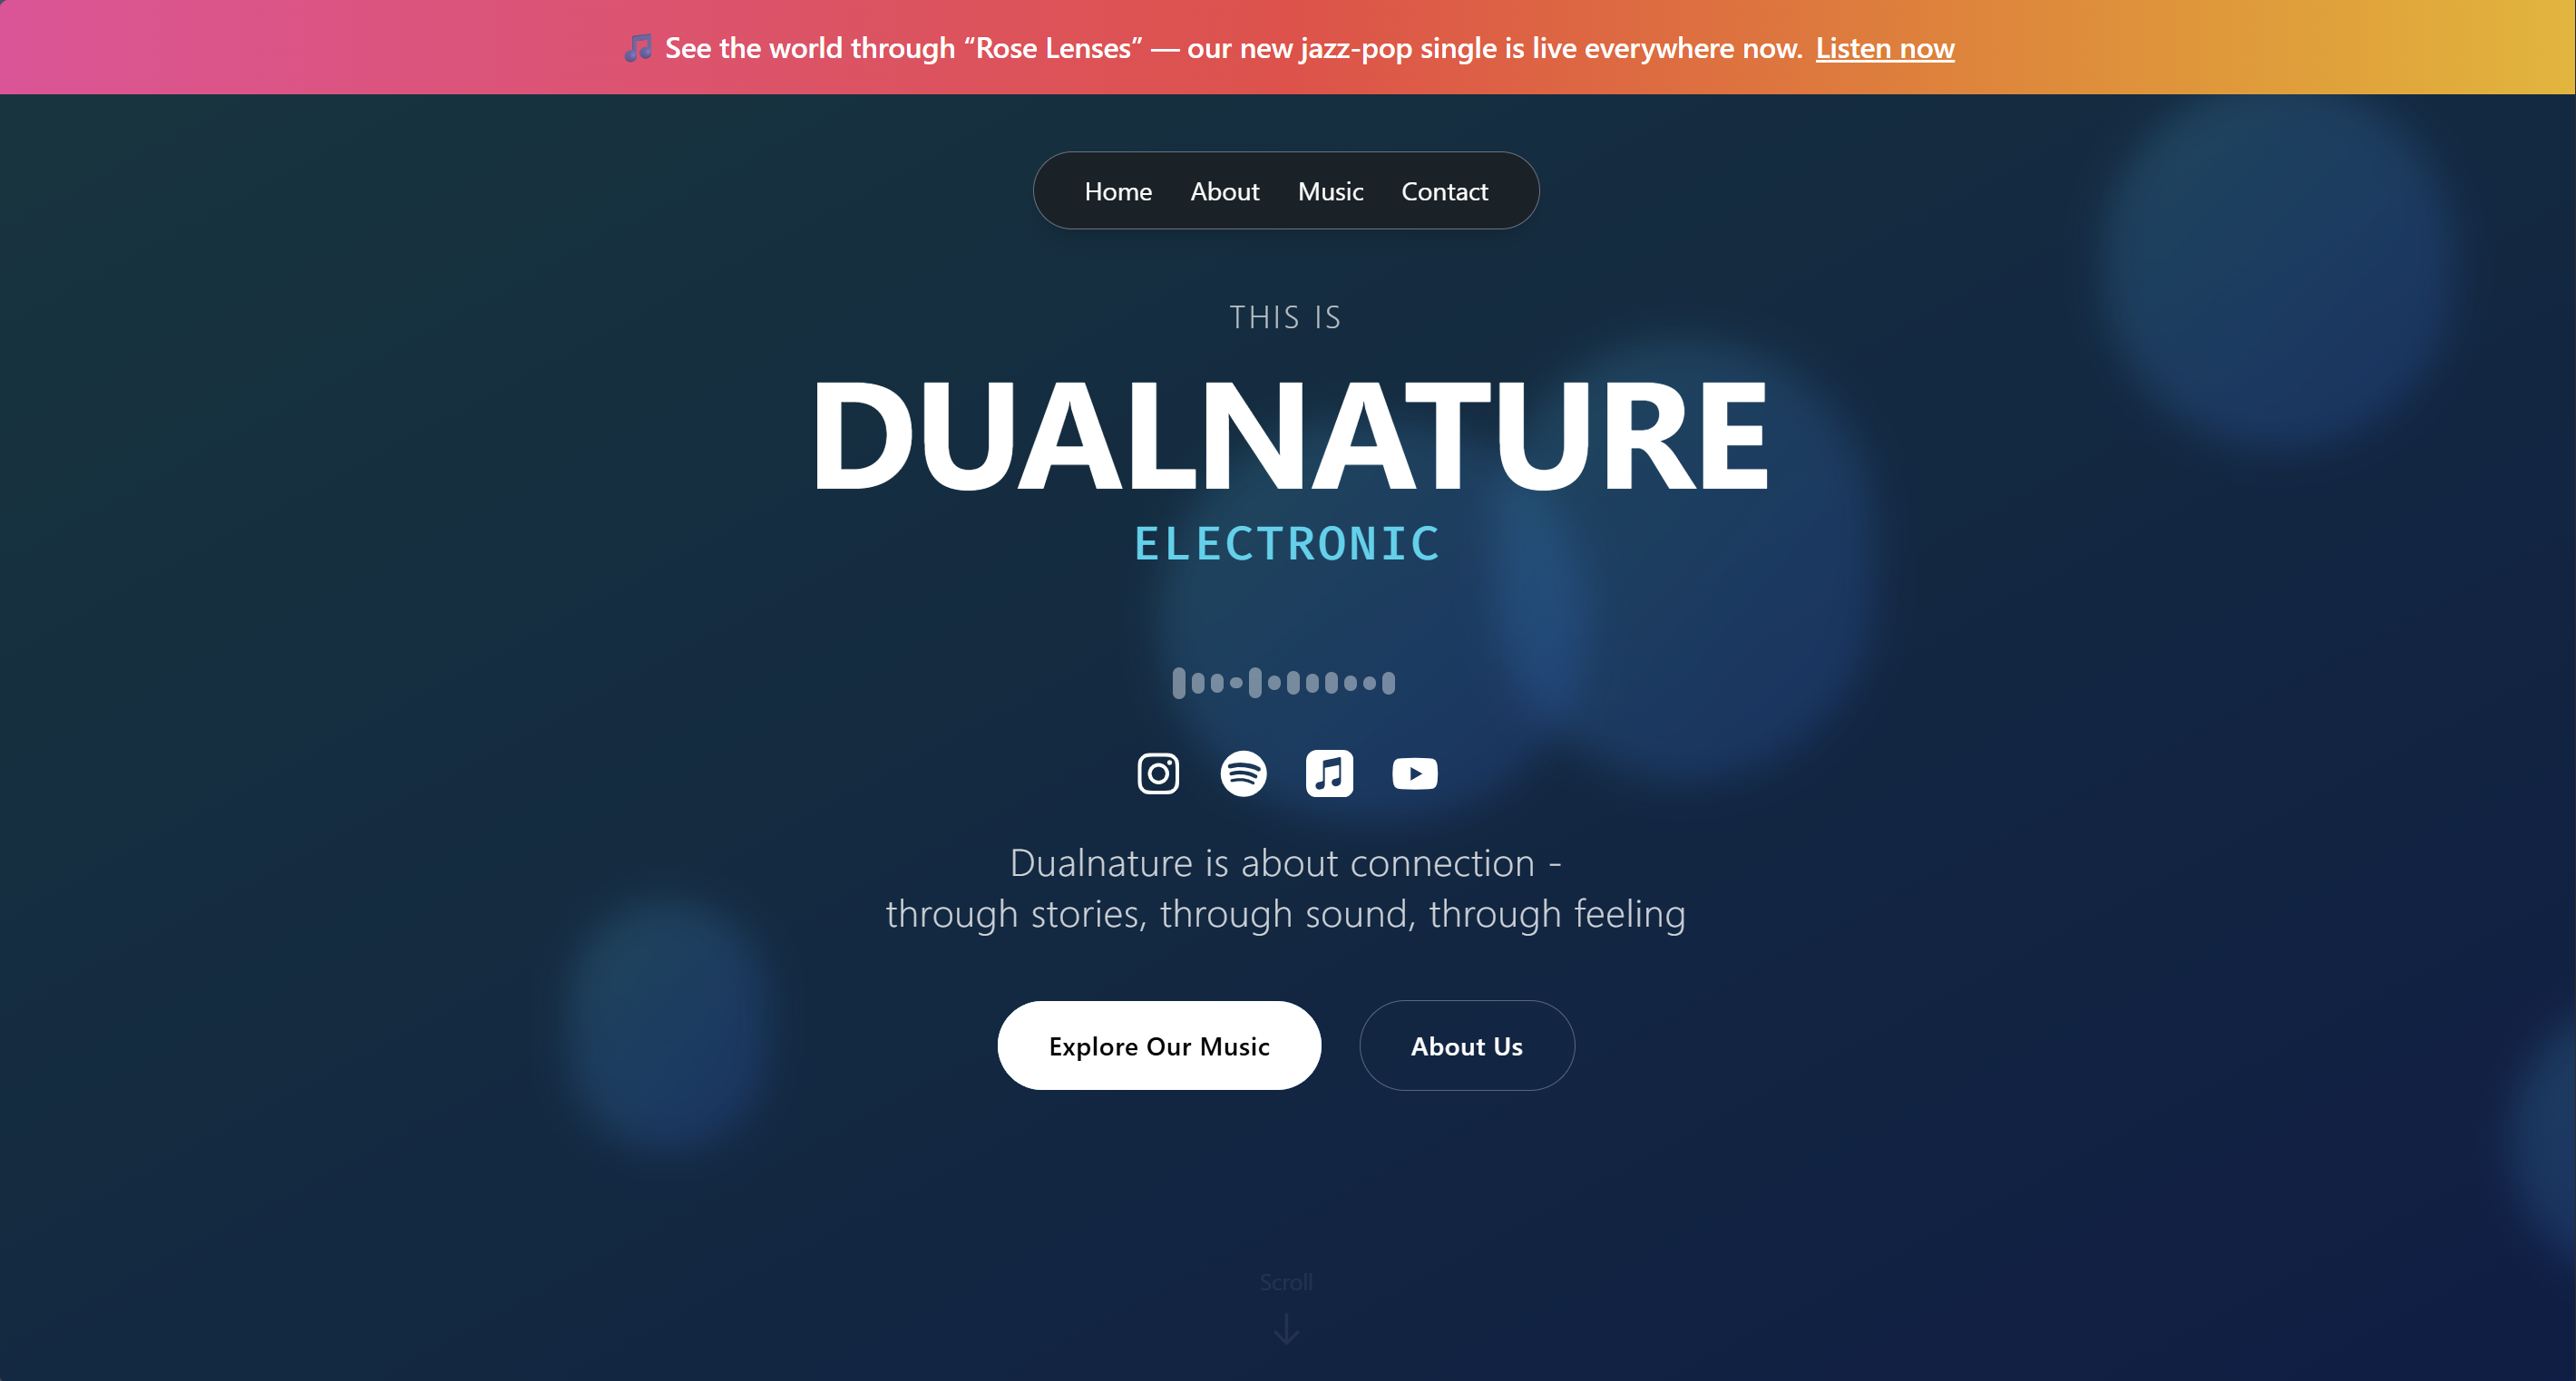 🎵 See the world through “Rose Lenses” — our new jazz-pop single is live everywhere now. Listen now
Home About Music Contact
THIS IS
DUALNATURE
ELECTRONIC
Dualnature is about connection -
through stories, through sound, through feeling
Explore Our Music About Us
Scroll